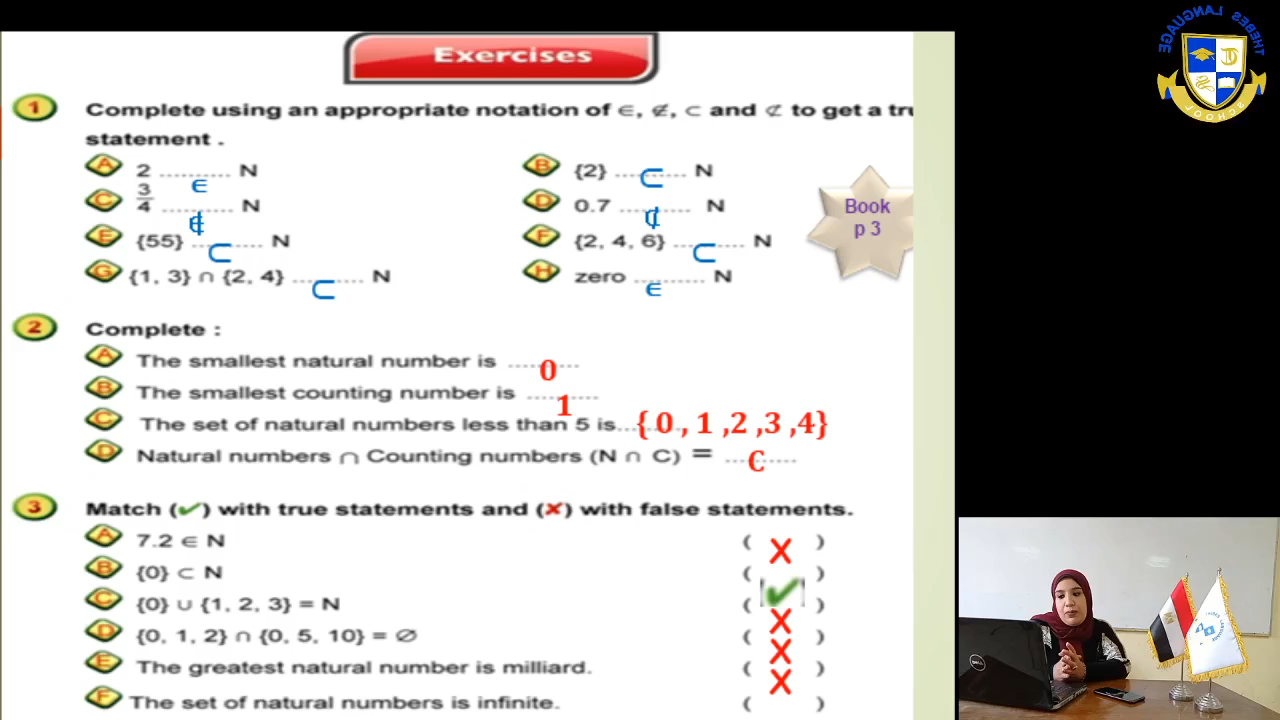 Exercises
1 Complete using an appropriate notation of ∈, ∉, ⊂ and ⊄ to get a tru
statement .
A 2 .......... N ∈
B {2} .......... N ⊂
C 3/4 .......... N ∉
D 0.7 .......... N ⊄
E {55} .......... N ⊂
F {2, 4, 6} .......... N ⊂
G {1, 3} ∩ {2, 4} .......... N ⊂
H zero .......... N ∈
Book
p 3
2 Complete :
A The smallest natural number is .......... 0
B The smallest counting number is .......... 1
C The set of natural numbers less than 5 is... { 0 , 1 ,2 ,3 ,4}
D Natural numbers ∩ Counting numbers (N ∩ C) = .......... C
3 Match (✔) with true statements and (✘) with false statements.
A 7.2 ∈ N ( X )
B {0} ⊂ N ( ✔ )
C {0} ∪ {1, 2, 3} = N ( X )
D {0, 1, 2} ∩ {0, 5, 10} = ∅ ( X )
E The greatest natural number is milliard. ( X )
F The set of natural numbers is infinite. ( )
THEBES LANGUAGE
SCHOOL
DELL